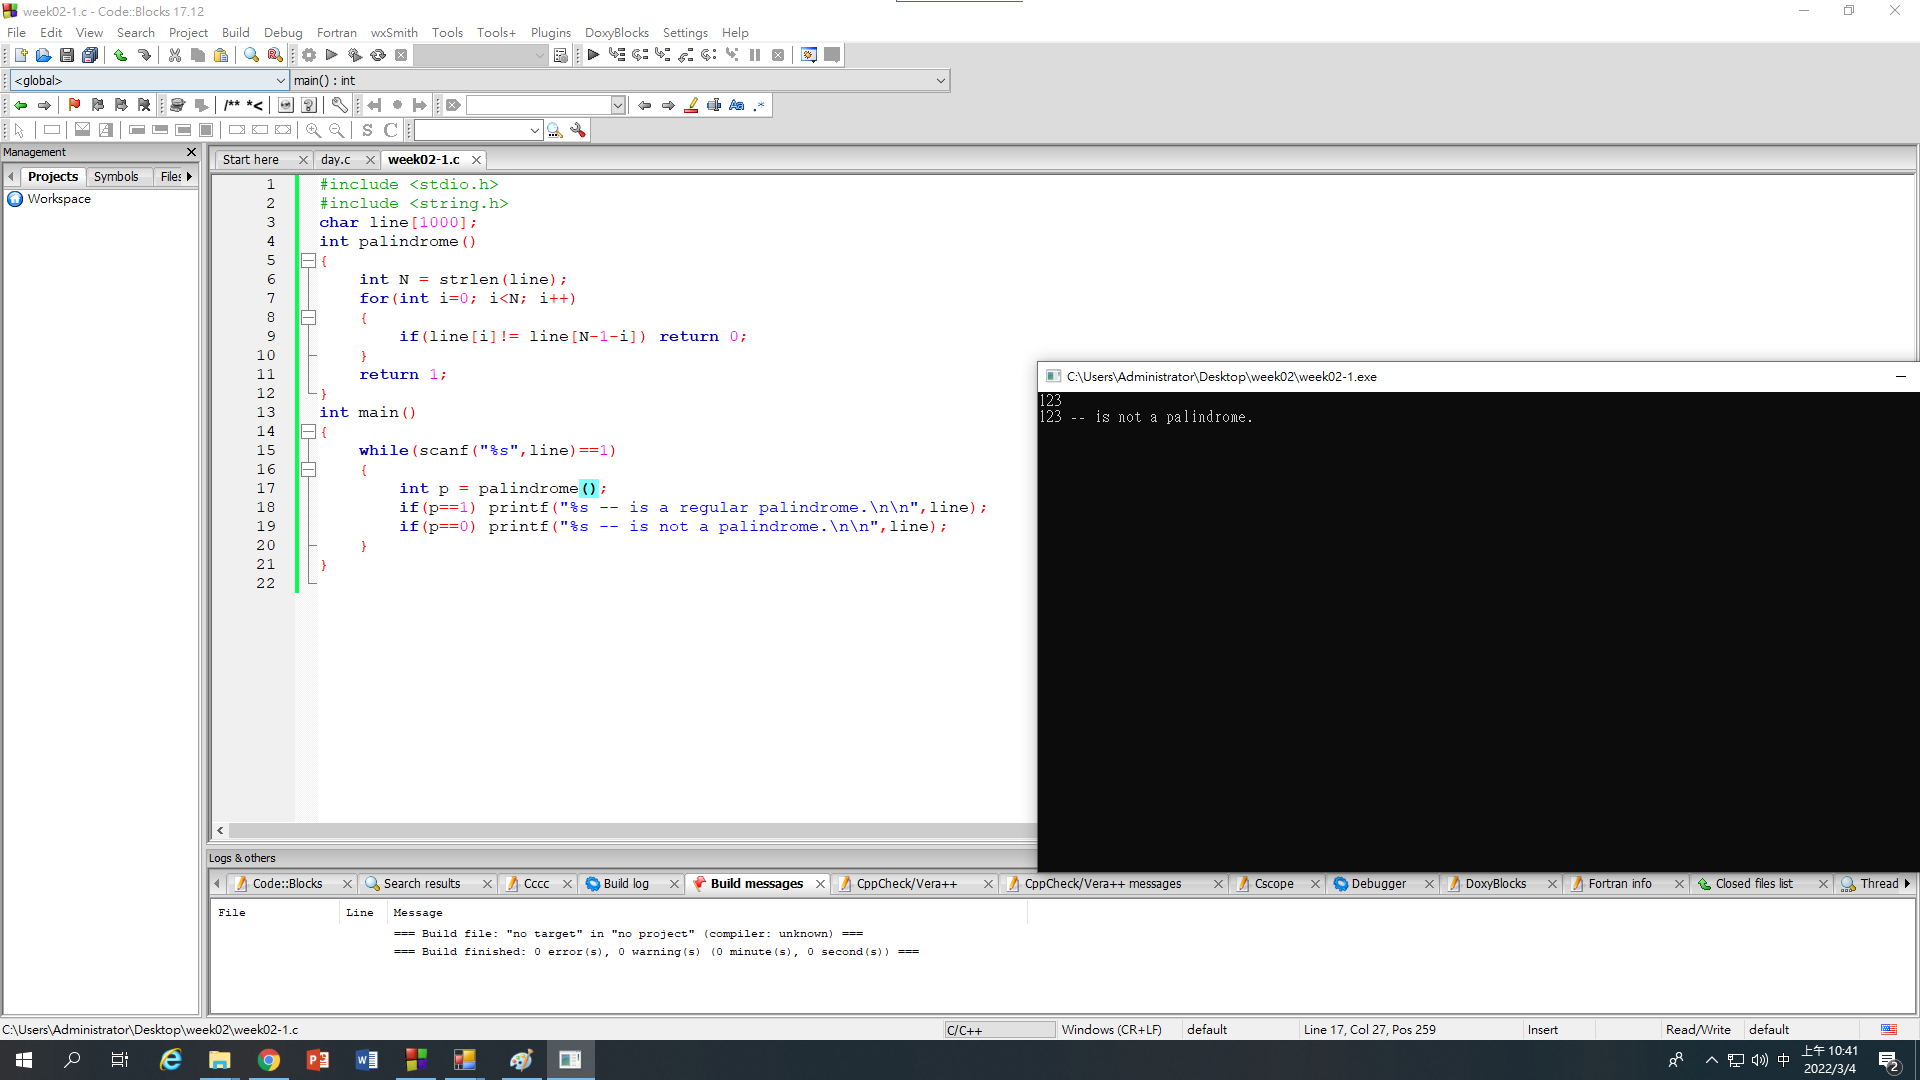 week02-1.c - Code::Blocks 17.12
File Edit View Search Project Build Debug Fortran wxSmith Tools Tools+ Plugins DoxyBlocks Settings Help
<global> main() : int
/** *<
S C
Management
Start here day.c week02-1.c
Projects Symbols Files
Workspace
1 #include <stdio.h>
2 #include <string.h>
3 char line[1000];
4 int palindrome()
5 {
6 int N = strlen(line);
7 for(int i=0; i<N; i++)
8 {
9 if(line[i]!= line[N-1-i]) return 0;
10 }
11 return 1;
12 }
13 int main()
14 {
15 while(scanf("%s",line)==1)
16 {
17 int p = palindrome();
18 if(p==1) printf("%s -- is a regular palindrome.\n\n",line);
19 if(p==0) printf("%s -- is not a palindrome.\n\n",line);
20 }
21 }
22
C:\Users\Administrator\Desktop\week02\week02-1.exe
123
123 -- is not a palindrome.
Logs & others
Code::Blocks Search results Cccc Build log Build messages CppCheck/Vera++ CppCheck/Vera++ messages Cscope Debugger DoxyBlocks Fortran info Closed files list Thread
File Line Message
=== Build file: "no target" in "no project" (compiler: unknown) ===
=== Build finished: 0 error(s), 0 warning(s) (0 minute(s), 0 second(s)) ===
C:\Users\Administrator\Desktop\week02\week02-1.c C/C++ Windows (CR+LF) default Line 17, Col 27, Pos 259 Insert Read/Write default
中 上午 10:41
2022/3/4
2